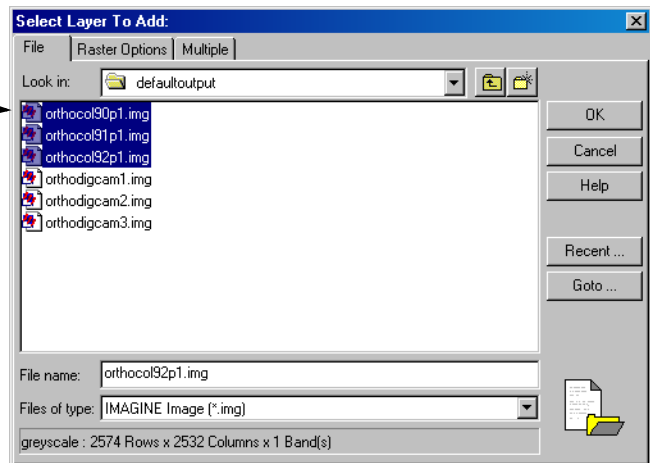 Select Layer To Add:
File Raster Options Multiple
Look in: defaultoutput
orthocol90p1.img
orthocol91p1.img
orthocol92p1.img
orthodigcam1.img
orthodigcam2.img
orthodigcam3.img
OK
Cancel
Help
Recent ...
Goto ...
File name: orthocol92p1.img
Files of type: IMAGINE Image (*.img)
greyscale : 2574 Rows x 2532 Columns x 1 Band(s)